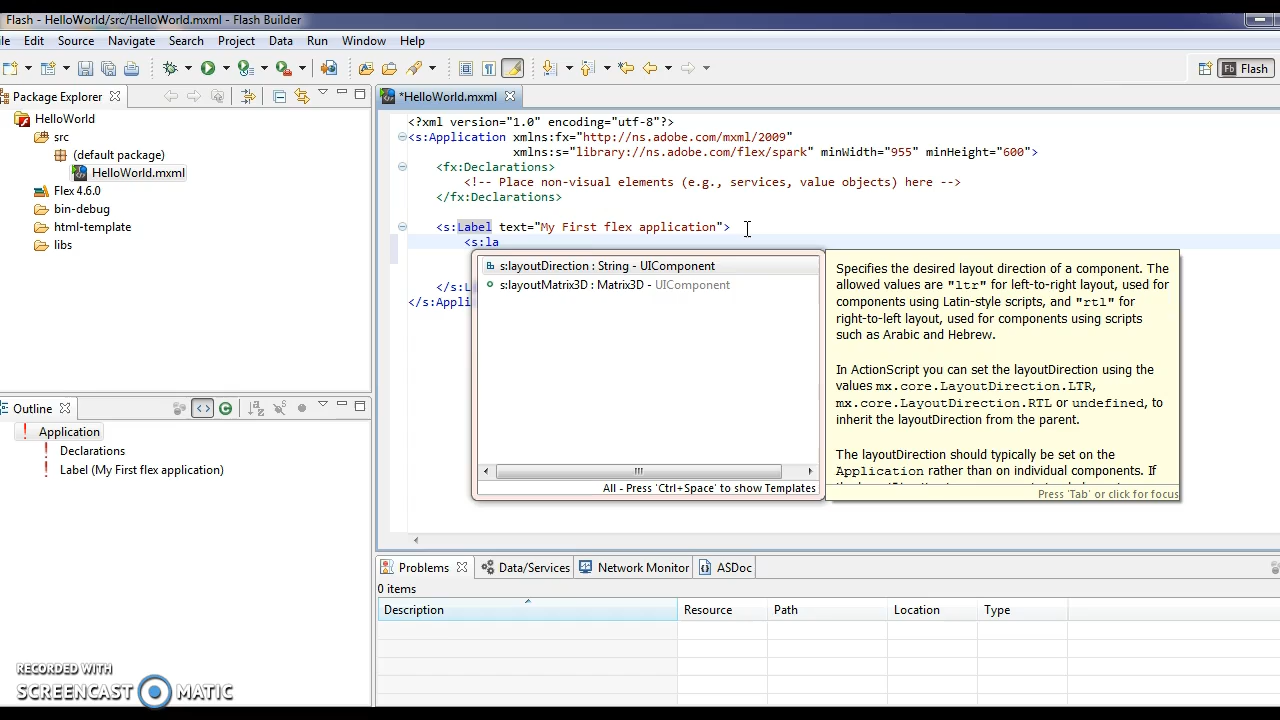 Flash - HelloWorld/src/HelloWorld.mxml - Flash Builder
le Edit Source Navigate Search Project Data Run Window Help
Fb Flash
Package Explorer
HelloWorld
src
(default package)
HelloWorld.mxml
Flex 4.6.0
bin-debug
html-template
libs
Outline
Application
Declarations
Label (My First flex application)
*HelloWorld.mxml
<?xml version="1.0" encoding="utf-8"?>
<s:Application xmlns:fx="http://ns.adobe.com/mxml/2009"
xmlns:s="library://ns.adobe.com/flex/spark" minWidth="955" minHeight="600">
<fx:Declarations>
<!-- Place non-visual elements (e.g., services, value objects) here -->
</fx:Declarations>
<s:Label text="My First flex application">
<s:la
</s:L
</s:Appli
s:layoutDirection : String - UIComponent
s:layoutMatrix3D : Matrix3D - UIComponent
All - Press 'Ctrl+Space' to show Templates
Specifies the desired layout direction of a component. The
allowed values are "ltr" for left-to-right layout, used for
components using Latin-style scripts, and "rtl" for
right-to-left layout, used for components using scripts
such as Arabic and Hebrew.
In ActionScript you can set the layoutDirection using the
values mx.core.LayoutDirection.LTR,
mx.core.LayoutDirection.RTL or undefined, to
inherit the layoutDirection from the parent.
The layoutDirection should typically be set on the
Application rather than on individual components. If
Press 'Tab' or click for focus
Problems Data/Services Network Monitor ASDoc
0 items
Description Resource Path Location Type
RECORDED WITH
SCREENCAST MATIC